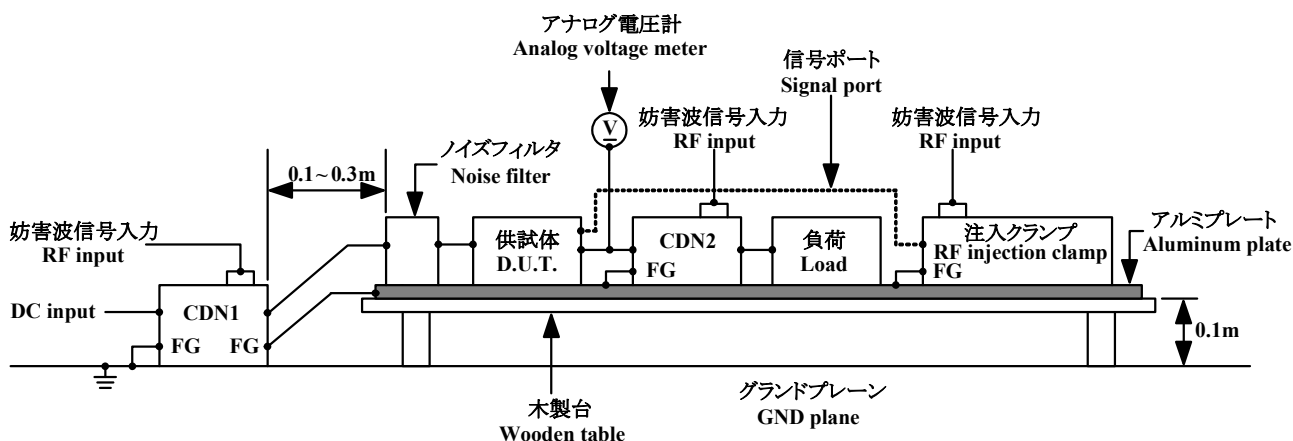 アナログ電圧計
Analog voltage meter
信号ポート
Signal port
妨害波信号入力
RF input
妨害波信号入力
RF input
V
ノイズフィルタ
Noise filter
0.1~0.3m
妨害波信号入力
RF input
供試体
D.U.T.
CDN2
FG
負荷
Load
注入クランプ
RF injection clamp
FG
アルミプレート
Aluminum plate
DC input
CDN1
FG
FG
0.1m
グランドプレーン
GND plane
木製台
Wooden table